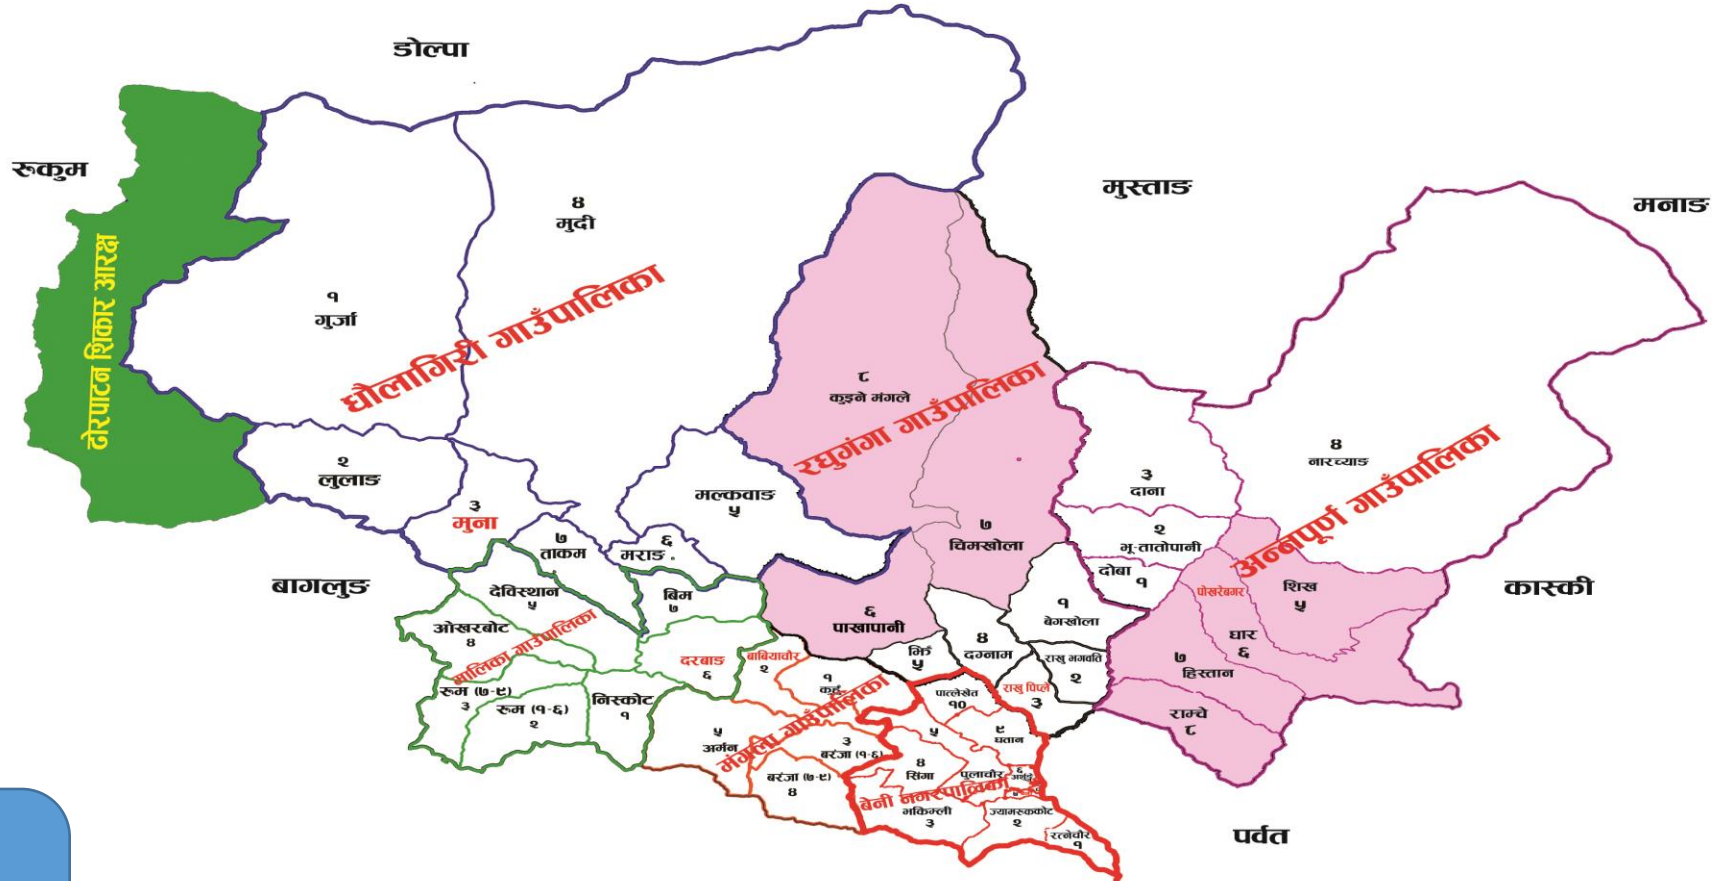 डोल्पा
रूकुम
मुस्ताङ
मनाङ
४
मुदी
ढोरपाटन शिकार आरक्ष
१
गुर्जा
धौलागिरी गाउँपालिका
८
कुइने मंगले
रघुगंगा गाउँपालिका
४
नारच्याङ
अन्नपूर्ण गाउँपालिका
२
लुलाङ
३
मुना
मल्कवाङ
५
३
दाना
७
ताकम
६
मराङ
७
चिमखोला
२
भू-तातोपानी
दोबा
१
बागलुङ
कास्की
देविस्थान
५
बिम
७
पोखरेबगर
शिख
५
ओखरबोट
४
मालिका गाउँपालिका
६
पाखापानी
१
बेगखोला
घार
६
४
दग्नाम
झिँ
५
दरबाङ
६
बाबियाचौर
२
राखु भगवति
२
७
हिस्तान
रूम (७-९)
३
रूम (१-६)
२
निस्कोट
१
१
मंगला गाउँपालिका
पात्लेखेत
१०
राखु पिप्ले
३
राम्चे
८
५
अर्मन
३
बरंजा (१-६)
५
९
घतान
बरंजा (७-९)
४
४
सिंगा
पुलाचौर
६
बेनी नगरपालिका
भकिम्ली
३
ज्यामरुककोट
२
रत्नेचौर
१
पर्वत